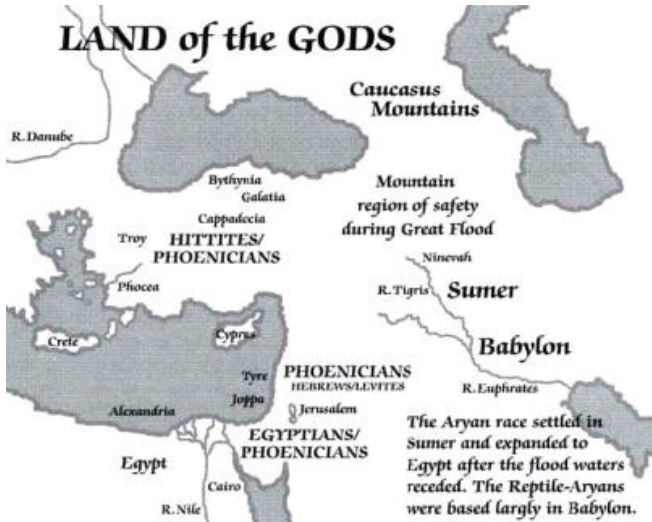 LAND of the GODS
Caucasus
Mountains
R. Danube
Bythynia
Galatia
Cappadecia
Mountain
region of safety
during Great Flood
Troy
HITTITES/
PHOENICIANS
Phocea
Ninevah
R. Tigris
Sumer
Crete
Cyprus
Babylon
R. Euphrates
Tyre
PHOENICIANS
HEBREWS/LEVITES
Joppa
Jerusalem
Alexandria
EGYPTIANS/
PHOENICIANS
Egypt
Cairo
R. Nile
The Aryan race settled in
Sumer and expanded to
Egypt after the flood waters
receded. The Reptile-Aryans
were based largely in Babylon.